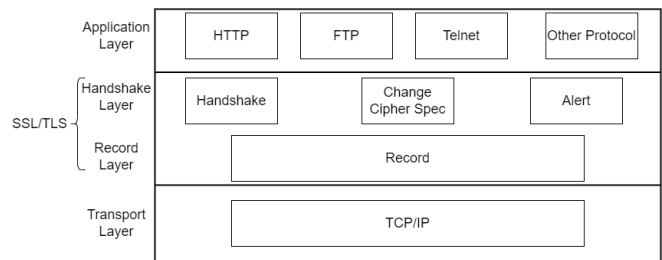 Application
Layer
HTTP
FTP
Telnet
Other Protocol
SSL/TLS
Handshake
Layer
Handshake
Change
Cipher Spec
Alert
Record
Layer
Record
Transport
Layer
TCP/IP